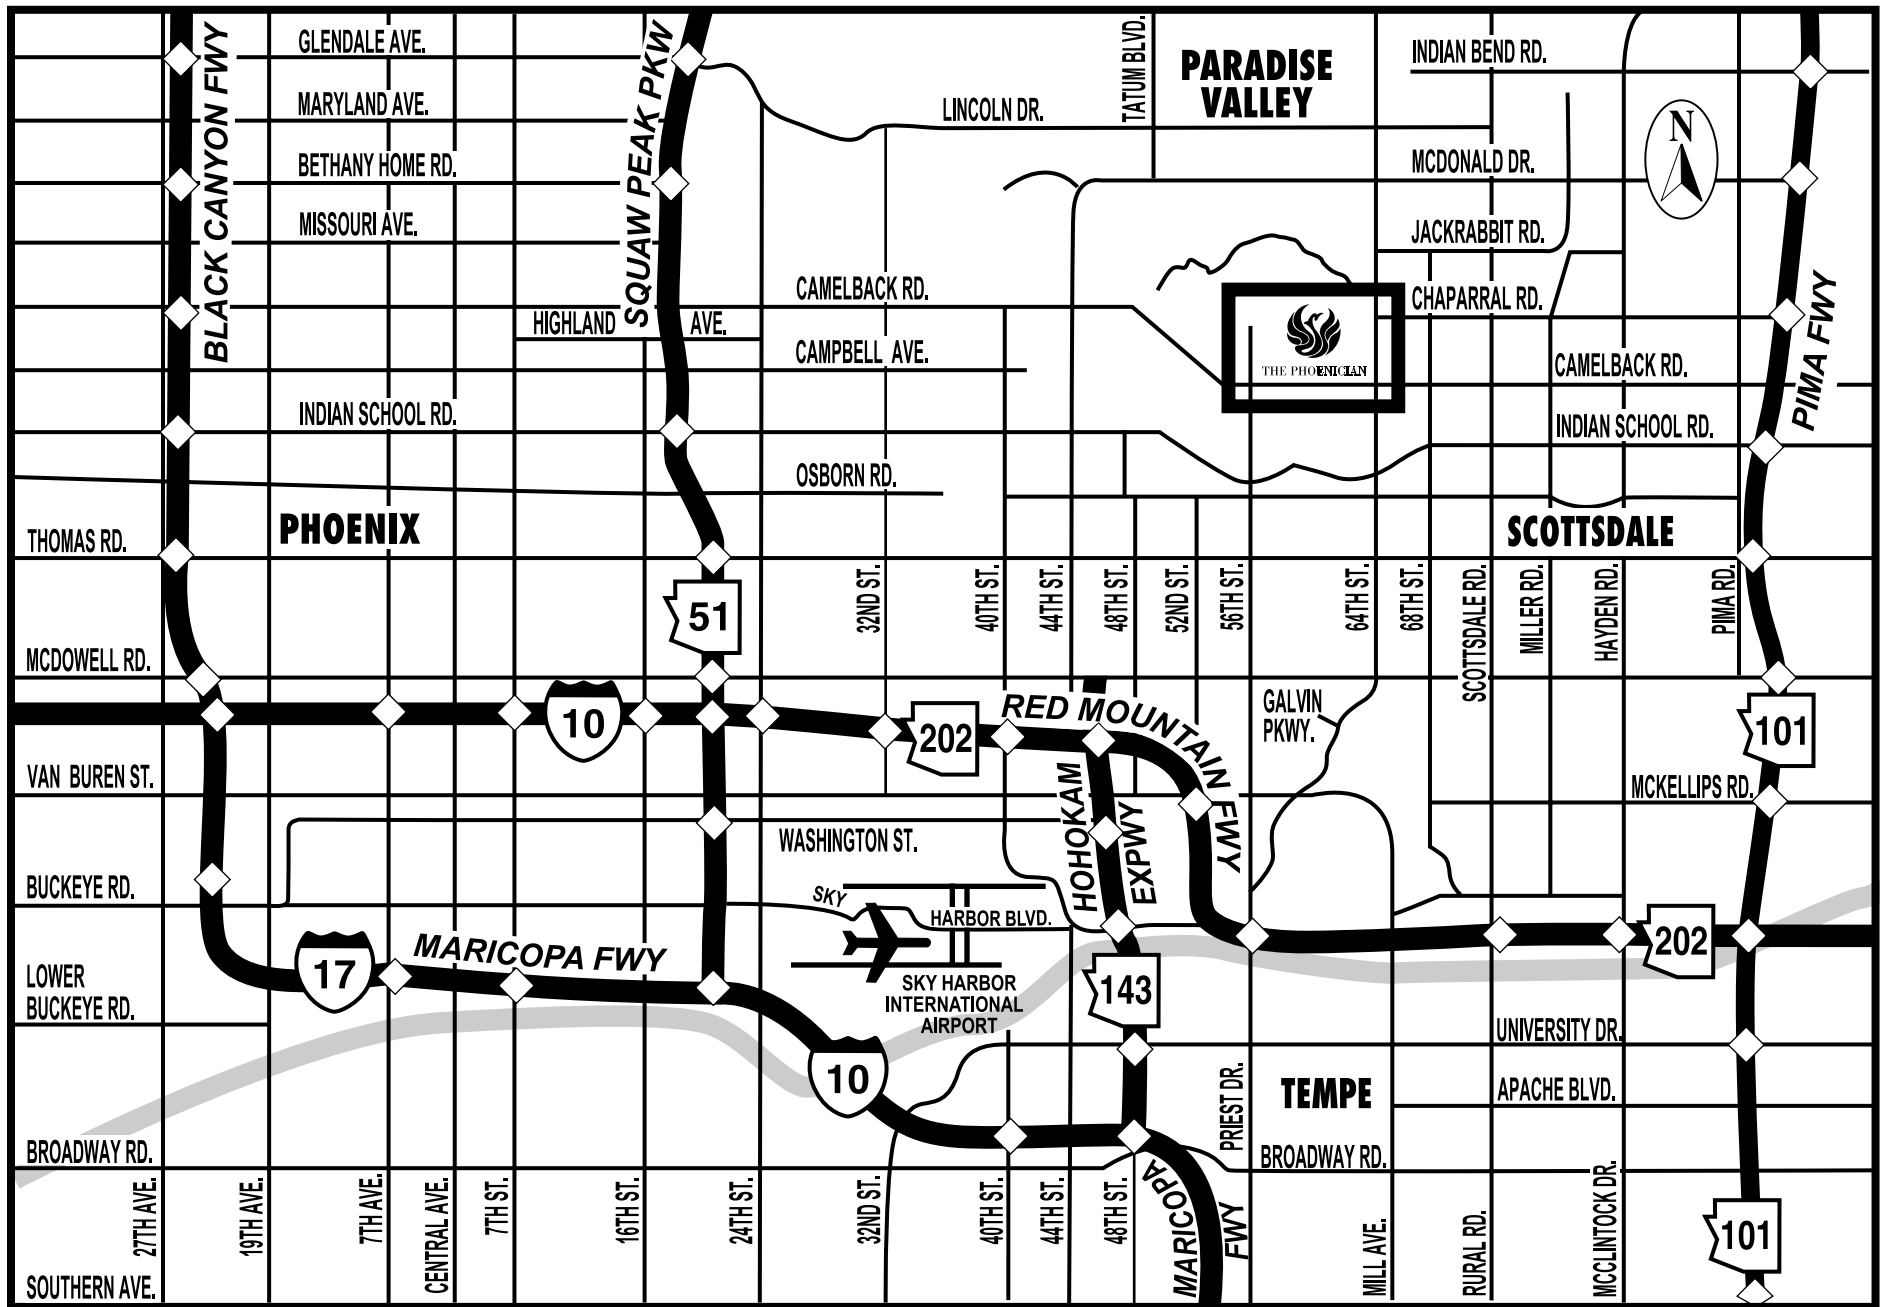 GLENDALE AVE.
MARYLAND AVE.
BETHANY HOME RD.
MISSOURI AVE.
BLACK CANYON FWY
SQUAW PEAK PKW
LINCOLN DR.
TATUM BLVD.
PARADISE
VALLEY
INDIAN BEND RD.
N
MCDONALD DR.
JACKRABBIT RD.
CAMELBACK RD.
CHAPARRAL RD.
HIGHLAND AVE.
CAMPBELL AVE.
THE PHOENICIAN
CAMELBACK RD.
PIMA FWY
INDIAN SCHOOL RD.
INDIAN SCHOOL RD.
OSBORN RD.
PHOENIX
SCOTTSDALE
THOMAS RD.
51
32ND ST.
40TH ST.
44TH ST.
48TH ST.
52ND ST.
56TH ST.
64TH ST.
68TH ST.
SCOTTSDALE RD.
MILLER RD.
HAYDEN RD.
PIMA RD.
MCDOWELL RD.
10
202
RED MOUNTAIN FWY
GALVIN
PKWY.
101
VAN BUREN ST.
MCKELLIPS RD.
WASHINGTON ST.
HOHOKAM
EXPWY
BUCKEYE RD.
SKY
HARBOR BLVD.
MARICOPA FWY
17
202
LOWER
BUCKEYE RD.
SKY HARBOR
INTERNATIONAL
AIRPORT
143
UNIVERSITY DR.
10
PRIEST DR.
TEMPE
APACHE BLVD.
BROADWAY RD.
BROADWAY RD.
27TH AVE.
19TH AVE.
7TH AVE.
CENTRAL AVE.
7TH ST.
16TH ST.
24TH ST.
32ND ST.
40TH ST.
44TH ST.
48TH ST.
MARICOPA
FWY
MILL AVE.
RURAL RD.
MCCLINTOCK DR.
101
SOUTHERN AVE.